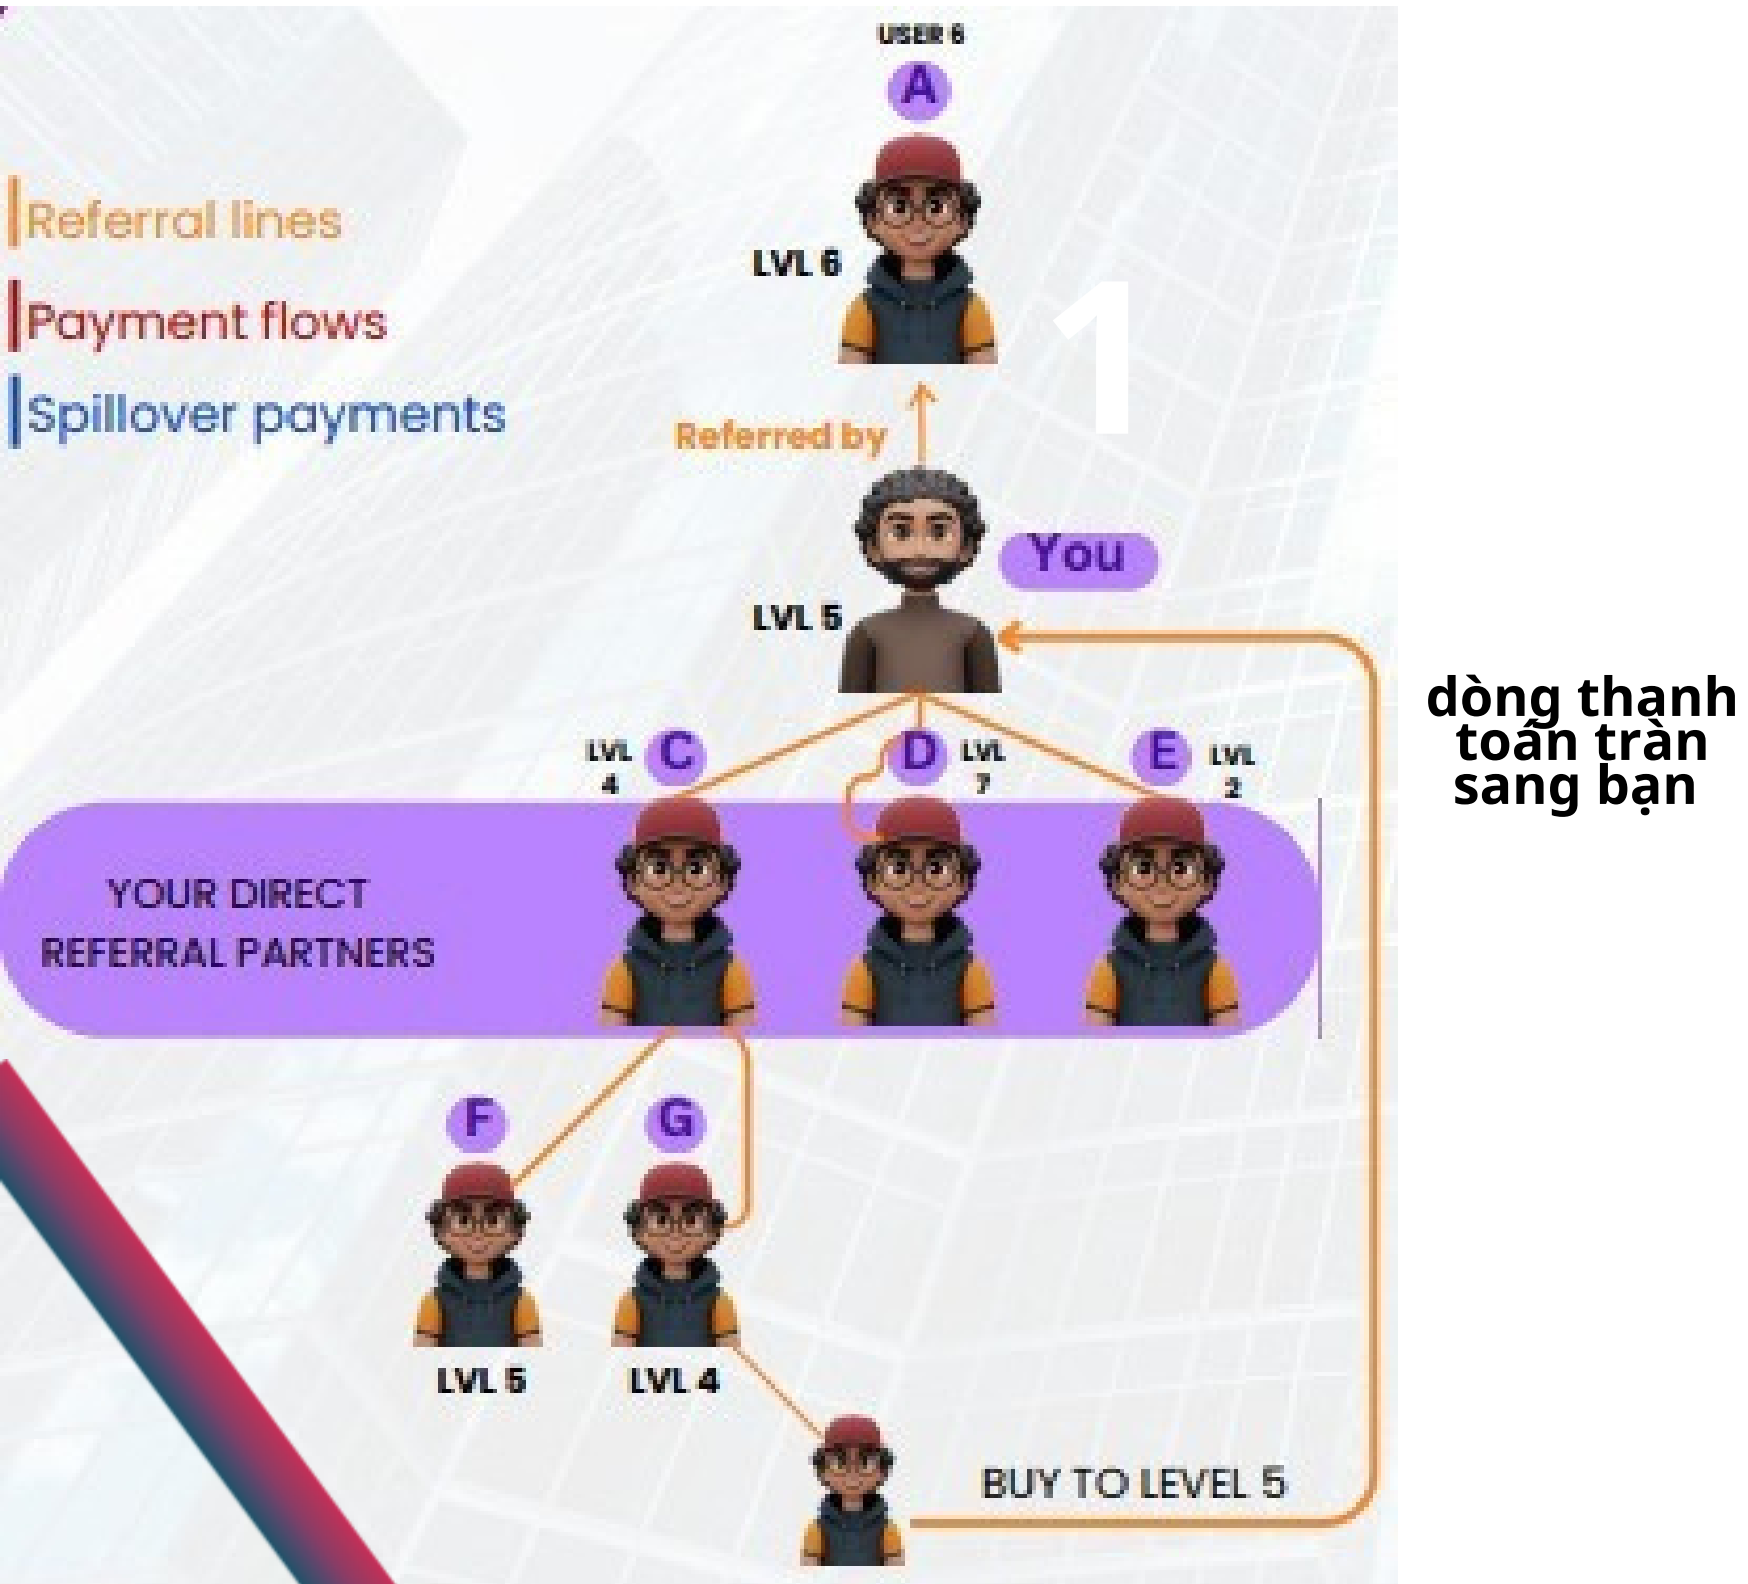 USER 6
A
Referral lines
LVL 6
Payment flows
1
Spillover payments
Referred by
You
LVL 5
dòng thanh
toán tràn
sang bạn
LVL
4
C
D
LVL
7
E
LVL
2
YOUR DIRECT
REFERRAL PARTNERS
F
G
LVL 5
LVL 4
BUY TO LEVEL 5